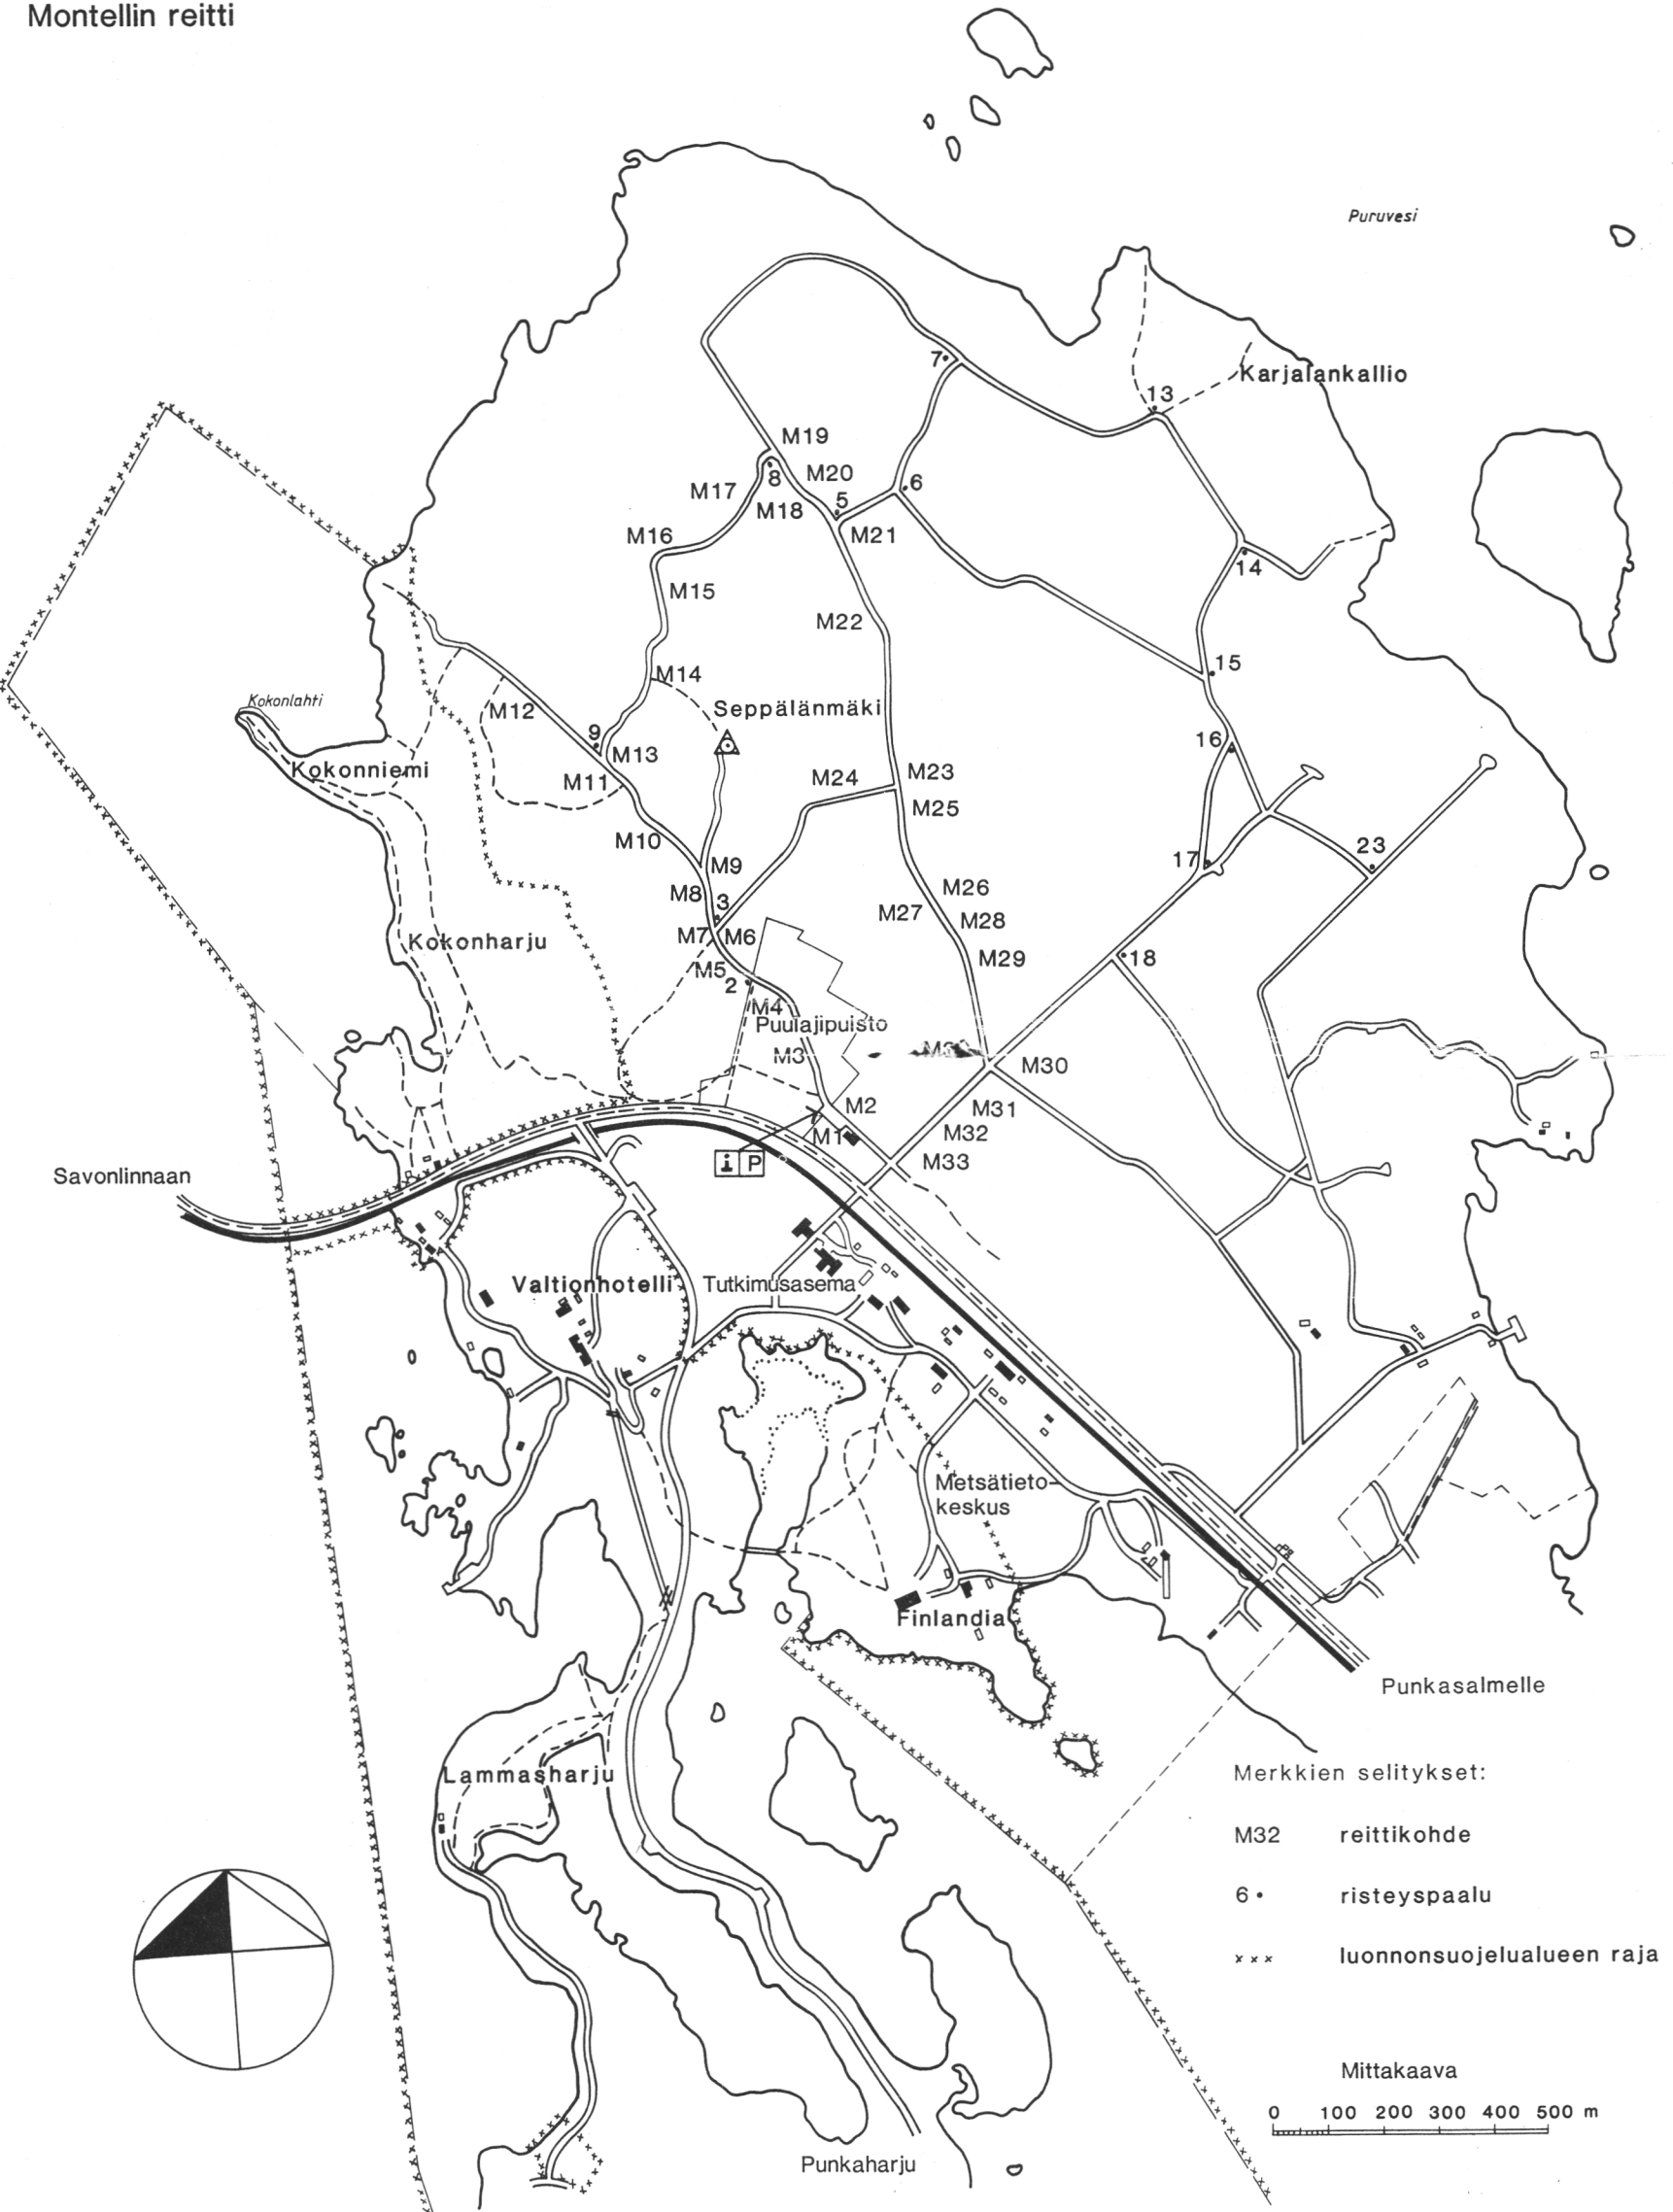 Montellin reitti
Puruvesi
7
Karjalankallio
13
M19
M20
8
6
M17
5
M18
M16
M21
14
M15
M22
15
M14
Kokonlahti
Seppälänmäki
M12
9
16
M13
Kokonniemi
M23
M24
M11
M25
M10
23
17
M9
M26
M8
3
M27
M28
M7
M6
Kokonharju
18
M29
M5
2
M4
Puulajipuisto
M3
M30
M2
M31
M1
M32
i P
M33
Savonlinnaan
Valtionhotelli
Tutkimusasema
Metsätieto-
keskus
Finlandia
Punkasalmelle
Lammasharju
Merkkien selitykset:
M32 reittikohde
6 • risteyspaalu
x x x luonnonsuojelualueen raja
Mittakaava
0 100 200 300 400 500 m
Punkaharju